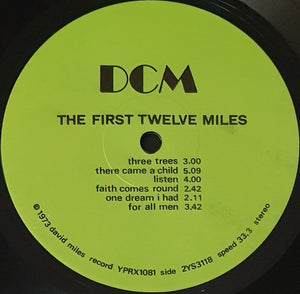 DCM
THE FIRST TWELVE MILES
three trees 3.00
there came a child 5.09
listen 4.00
faith comes round 2.42
one dream i had 2.11
for all men 3.42
℗1973 david miles record YPRX1081 side 2YS3118 speed 33.3 stereo